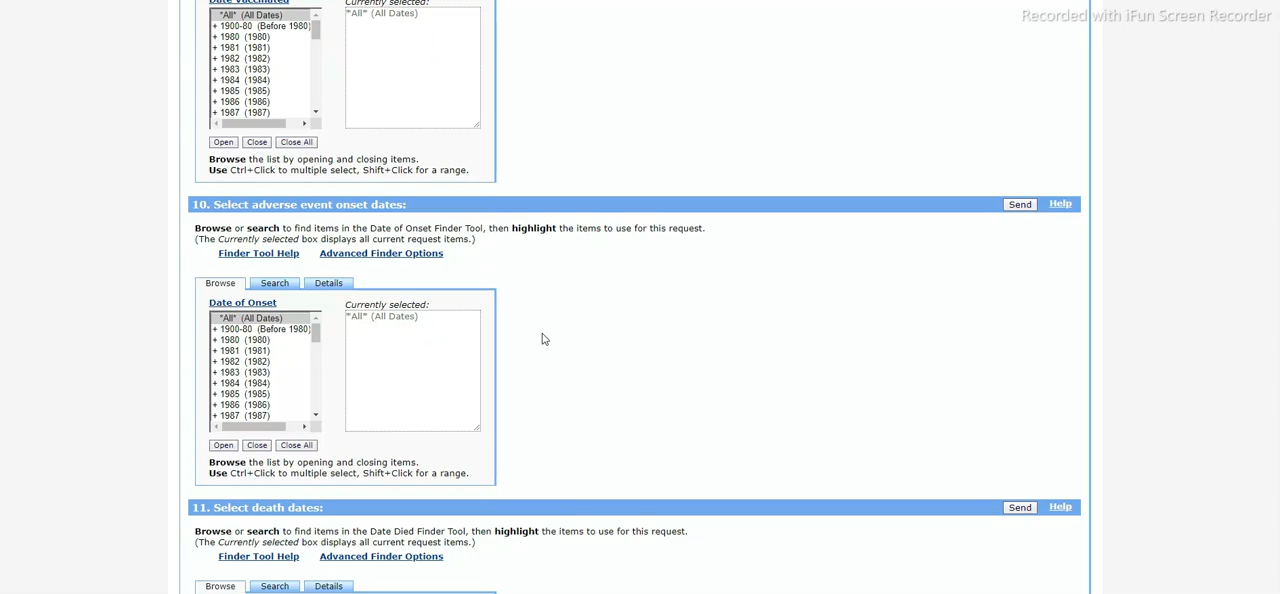 Recorded with iFun Screen Recorder
Date Vaccinated
Currently selected:
*All* (All Dates)
*All* (All Dates)
+ 1900-80 (Before 1980)
+ 1980 (1980)
+ 1981 (1981)
+ 1982 (1982)
+ 1983 (1983)
+ 1984 (1984)
+ 1985 (1985)
+ 1986 (1986)
+ 1987 (1987)
Open Close Close All
Browse the list by opening and closing items.
Use Ctrl+Click to multiple select, Shift+Click for a range.
10. Select adverse event onset dates: Send Help
Browse or search to find items in the Date of Onset Finder Tool, then highlight the items to use for this request.
(The Currently selected box displays all current request items.)
Finder Tool Help Advanced Finder Options
Browse Search Details
Date of Onset
Currently selected:
*All* (All Dates)
*All* (All Dates)
+ 1900-80 (Before 1980)
+ 1980 (1980)
+ 1981 (1981)
+ 1982 (1982)
+ 1983 (1983)
+ 1984 (1984)
+ 1985 (1985)
+ 1986 (1986)
+ 1987 (1987)
Open Close Close All
Browse the list by opening and closing items.
Use Ctrl+Click to multiple select, Shift+Click for a range.
11. Select death dates: Send Help
Browse or search to find items in the Date Died Finder Tool, then highlight the items to use for this request.
(The Currently selected box displays all current request items.)
Finder Tool Help Advanced Finder Options
Browse Search Details